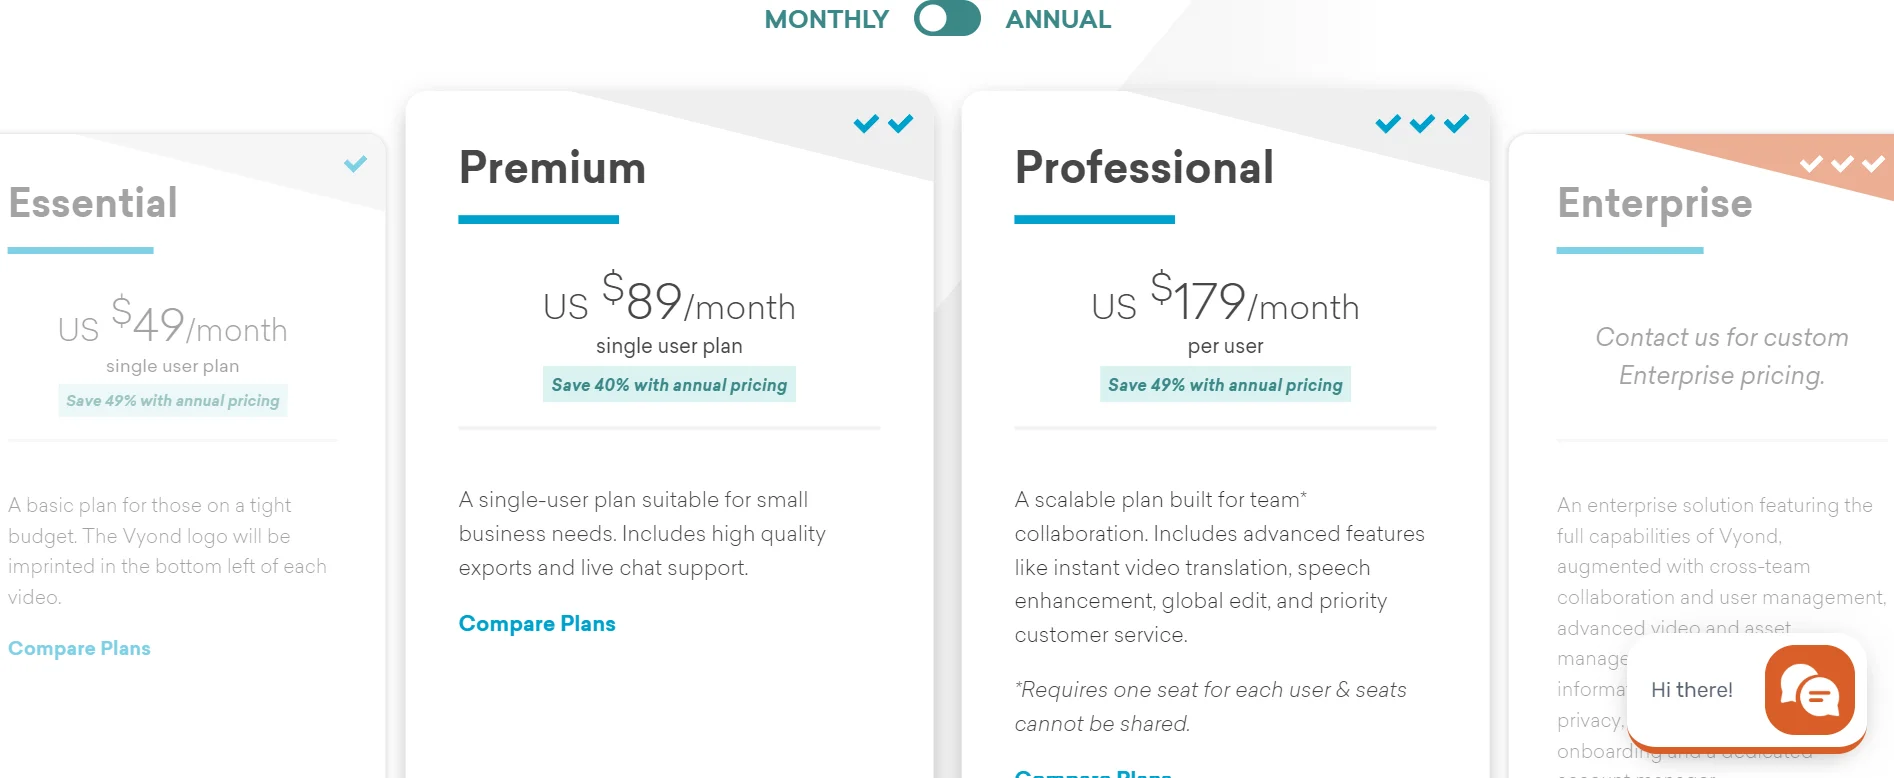 MONTHLY ANNUAL
Essential
US $49/month
single user plan
Save 49% with annual pricing
A basic plan for those on a tight
budget. The Vyond logo will be
imprinted in the bottom left of each
video.
Compare Plans
Premium
US $89/month
single user plan
Save 40% with annual pricing
A single-user plan suitable for small
business needs. Includes high quality
exports and live chat support.
Compare Plans
Professional
US $179/month
per user
Save 49% with annual pricing
A scalable plan built for team*
collaboration. Includes advanced features
like instant video translation, speech
enhancement, global edit, and priority
customer service.
*Requires one seat for each user & seats
cannot be shared.
Compare Plans
Enterprise
Contact us for custom
Enterprise pricing.
An enterprise solution featuring the
full capabilities of Vyond,
augmented with cross-team
collaboration and user management,
advanced video and asset
privacy,
onboarding and a dedicated
account manager
Hi there!